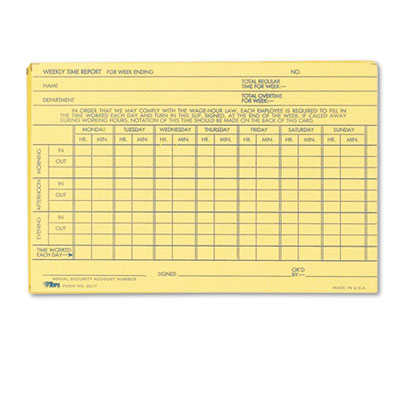 WEEKLY TIME REPORT FOR WEEK ENDING NO.
NAME TOTAL REGULAR TIME FOR WEEK:—
DEPARTMENT TOTAL OVERTIME FOR WEEK:—
IN ORDER THAT WE MAY COMPLY WITH THE WAGE-HOUR LAW, EACH EMPLOYEE IS REQUIRED TO FILL IN
THE TIME WORKED EACH DAY AND TURN IN THIS SLIP, SIGNED, AT THE END OF THE WEEK. IF CALLED AWAY
DURING WORKING HOURS, NOTATION OF THIS TIME SHOULD BE MADE ON THE BACK OF THIS CARD.
MONDAY TUESDAY WEDNESDAY THURSDAY FRIDAY SATURDAY SUNDAY
HR. MIN. HR. MIN. HR. MIN. HR. MIN. HR. MIN. HR. MIN. HR. MIN.
MORNING
IN
OUT
AFTERNOON
IN
OUT
EVENING
IN
OUT
TIME WORKED
EACH DAY
SOCIAL SECURITY ACCOUNT NUMBER SIGNED OK'D BY:—
TOPS FORM NO. 3017 MADE IN U.S.A.